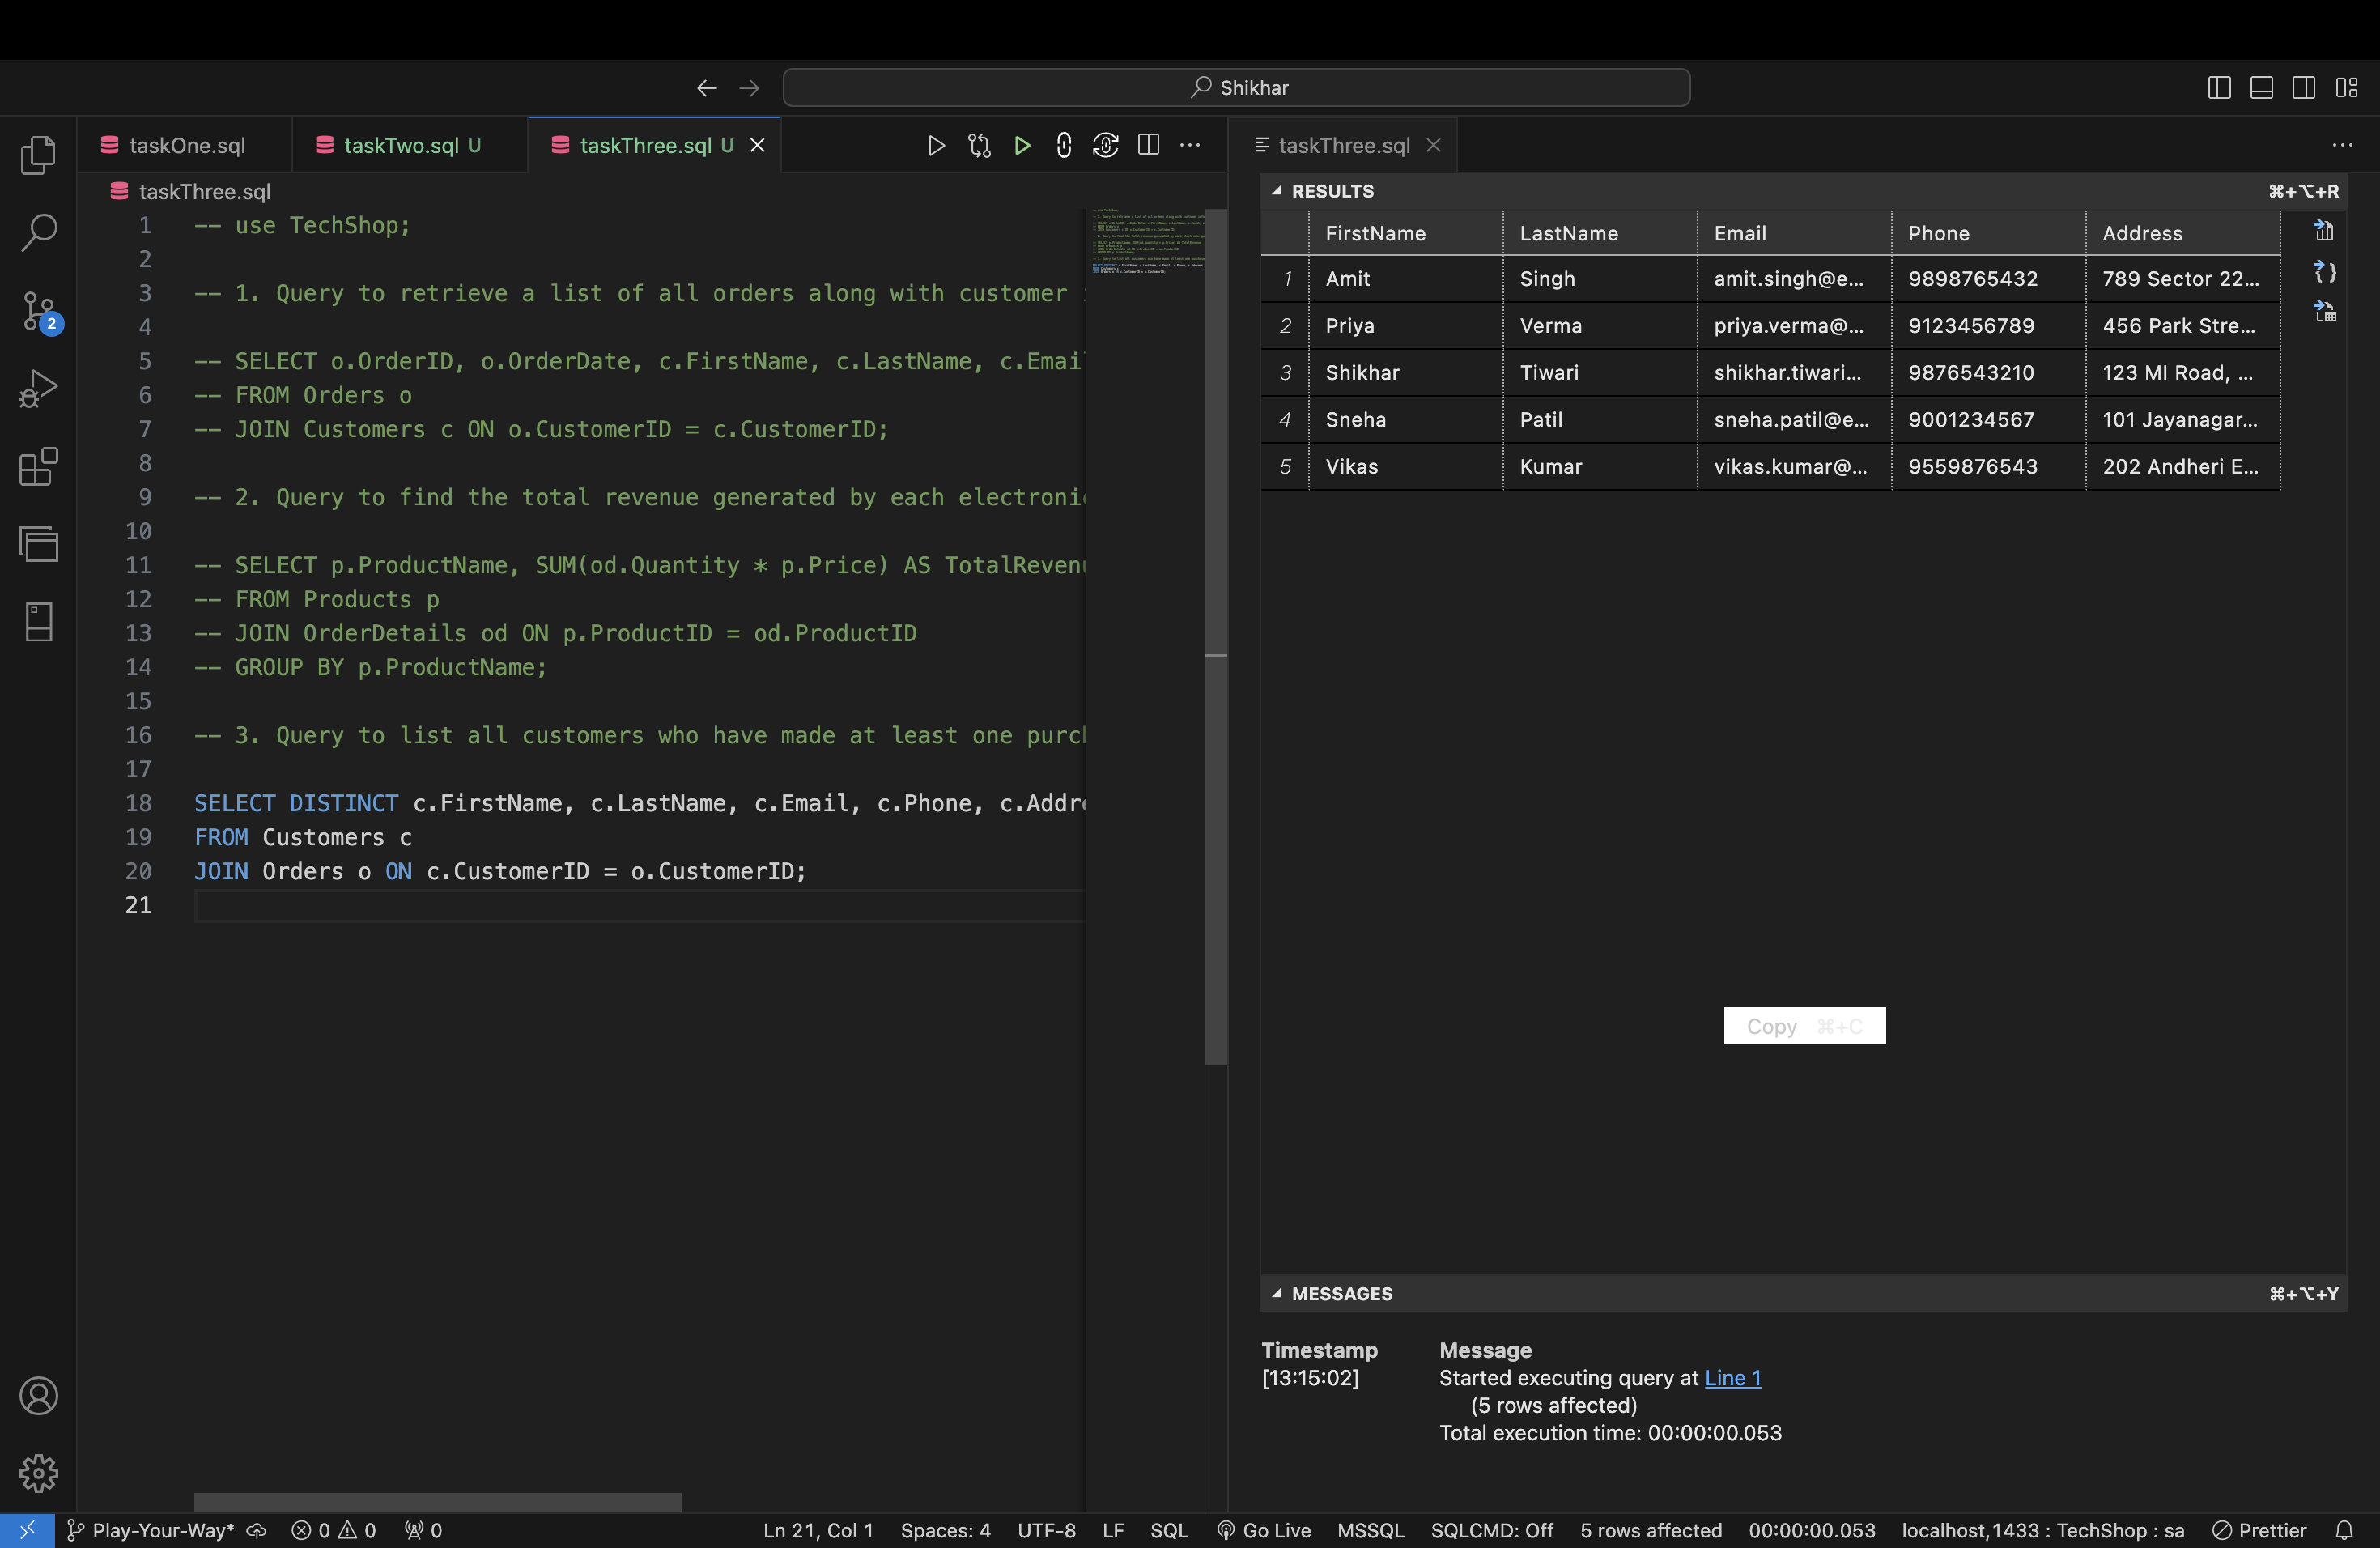 Shikhar
taskOne.sql
taskTwo.sql U
taskThree.sql U
taskThree.sql
taskThree.sql
1 -- use TechShop;
2
3 -- 1. Query to retrieve a list of all orders along with customer
4
5 -- SELECT o.OrderID, o.OrderDate, c.FirstName, c.LastName, c.Emai
6 -- FROM Orders o
7 -- JOIN Customers c ON o.CustomerID = c.CustomerID;
8
9 -- 2. Query to find the total revenue generated by each electroni
10
11 -- SELECT p.ProductName, SUM(od.Quantity * p.Price) AS TotalReven
12 -- FROM Products p
13 -- JOIN OrderDetails od ON p.ProductID = od.ProductID
14 -- GROUP BY p.ProductName;
15
16 -- 3. Query to list all customers who have made at least one purc
17
18 SELECT DISTINCT c.FirstName, c.LastName, c.Email, c.Phone, c.Addre
19 FROM Customers c
20 JOIN Orders o ON c.CustomerID = o.CustomerID;
21
2
RESULTS ⌘+⌥+R
FirstName LastName Email Phone Address
1 Amit Singh amit.singh@e... 9898765432 789 Sector 22...
2 Priya Verma priya.verma@... 9123456789 456 Park Stre...
3 Shikhar Tiwari shikhar.tiwari... 9876543210 123 MI Road, ...
4 Sneha Patil sneha.patil@e... 9001234567 101 Jayanagar...
5 Vikas Kumar vikas.kumar@... 9559876543 202 Andheri E...
Copy ⌘+C
MESSAGES ⌘+⌥+Y
Timestamp Message
[13:15:02] Started executing query at Line 1
(5 rows affected)
Total execution time: 00:00:00.053
Play-Your-Way* 0 0 0 Ln 21, Col 1 Spaces: 4 UTF-8 LF SQL Go Live MSSQL SQLCMD: Off 5 rows affected 00:00:00.053 localhost,1433 : TechShop : sa Prettier